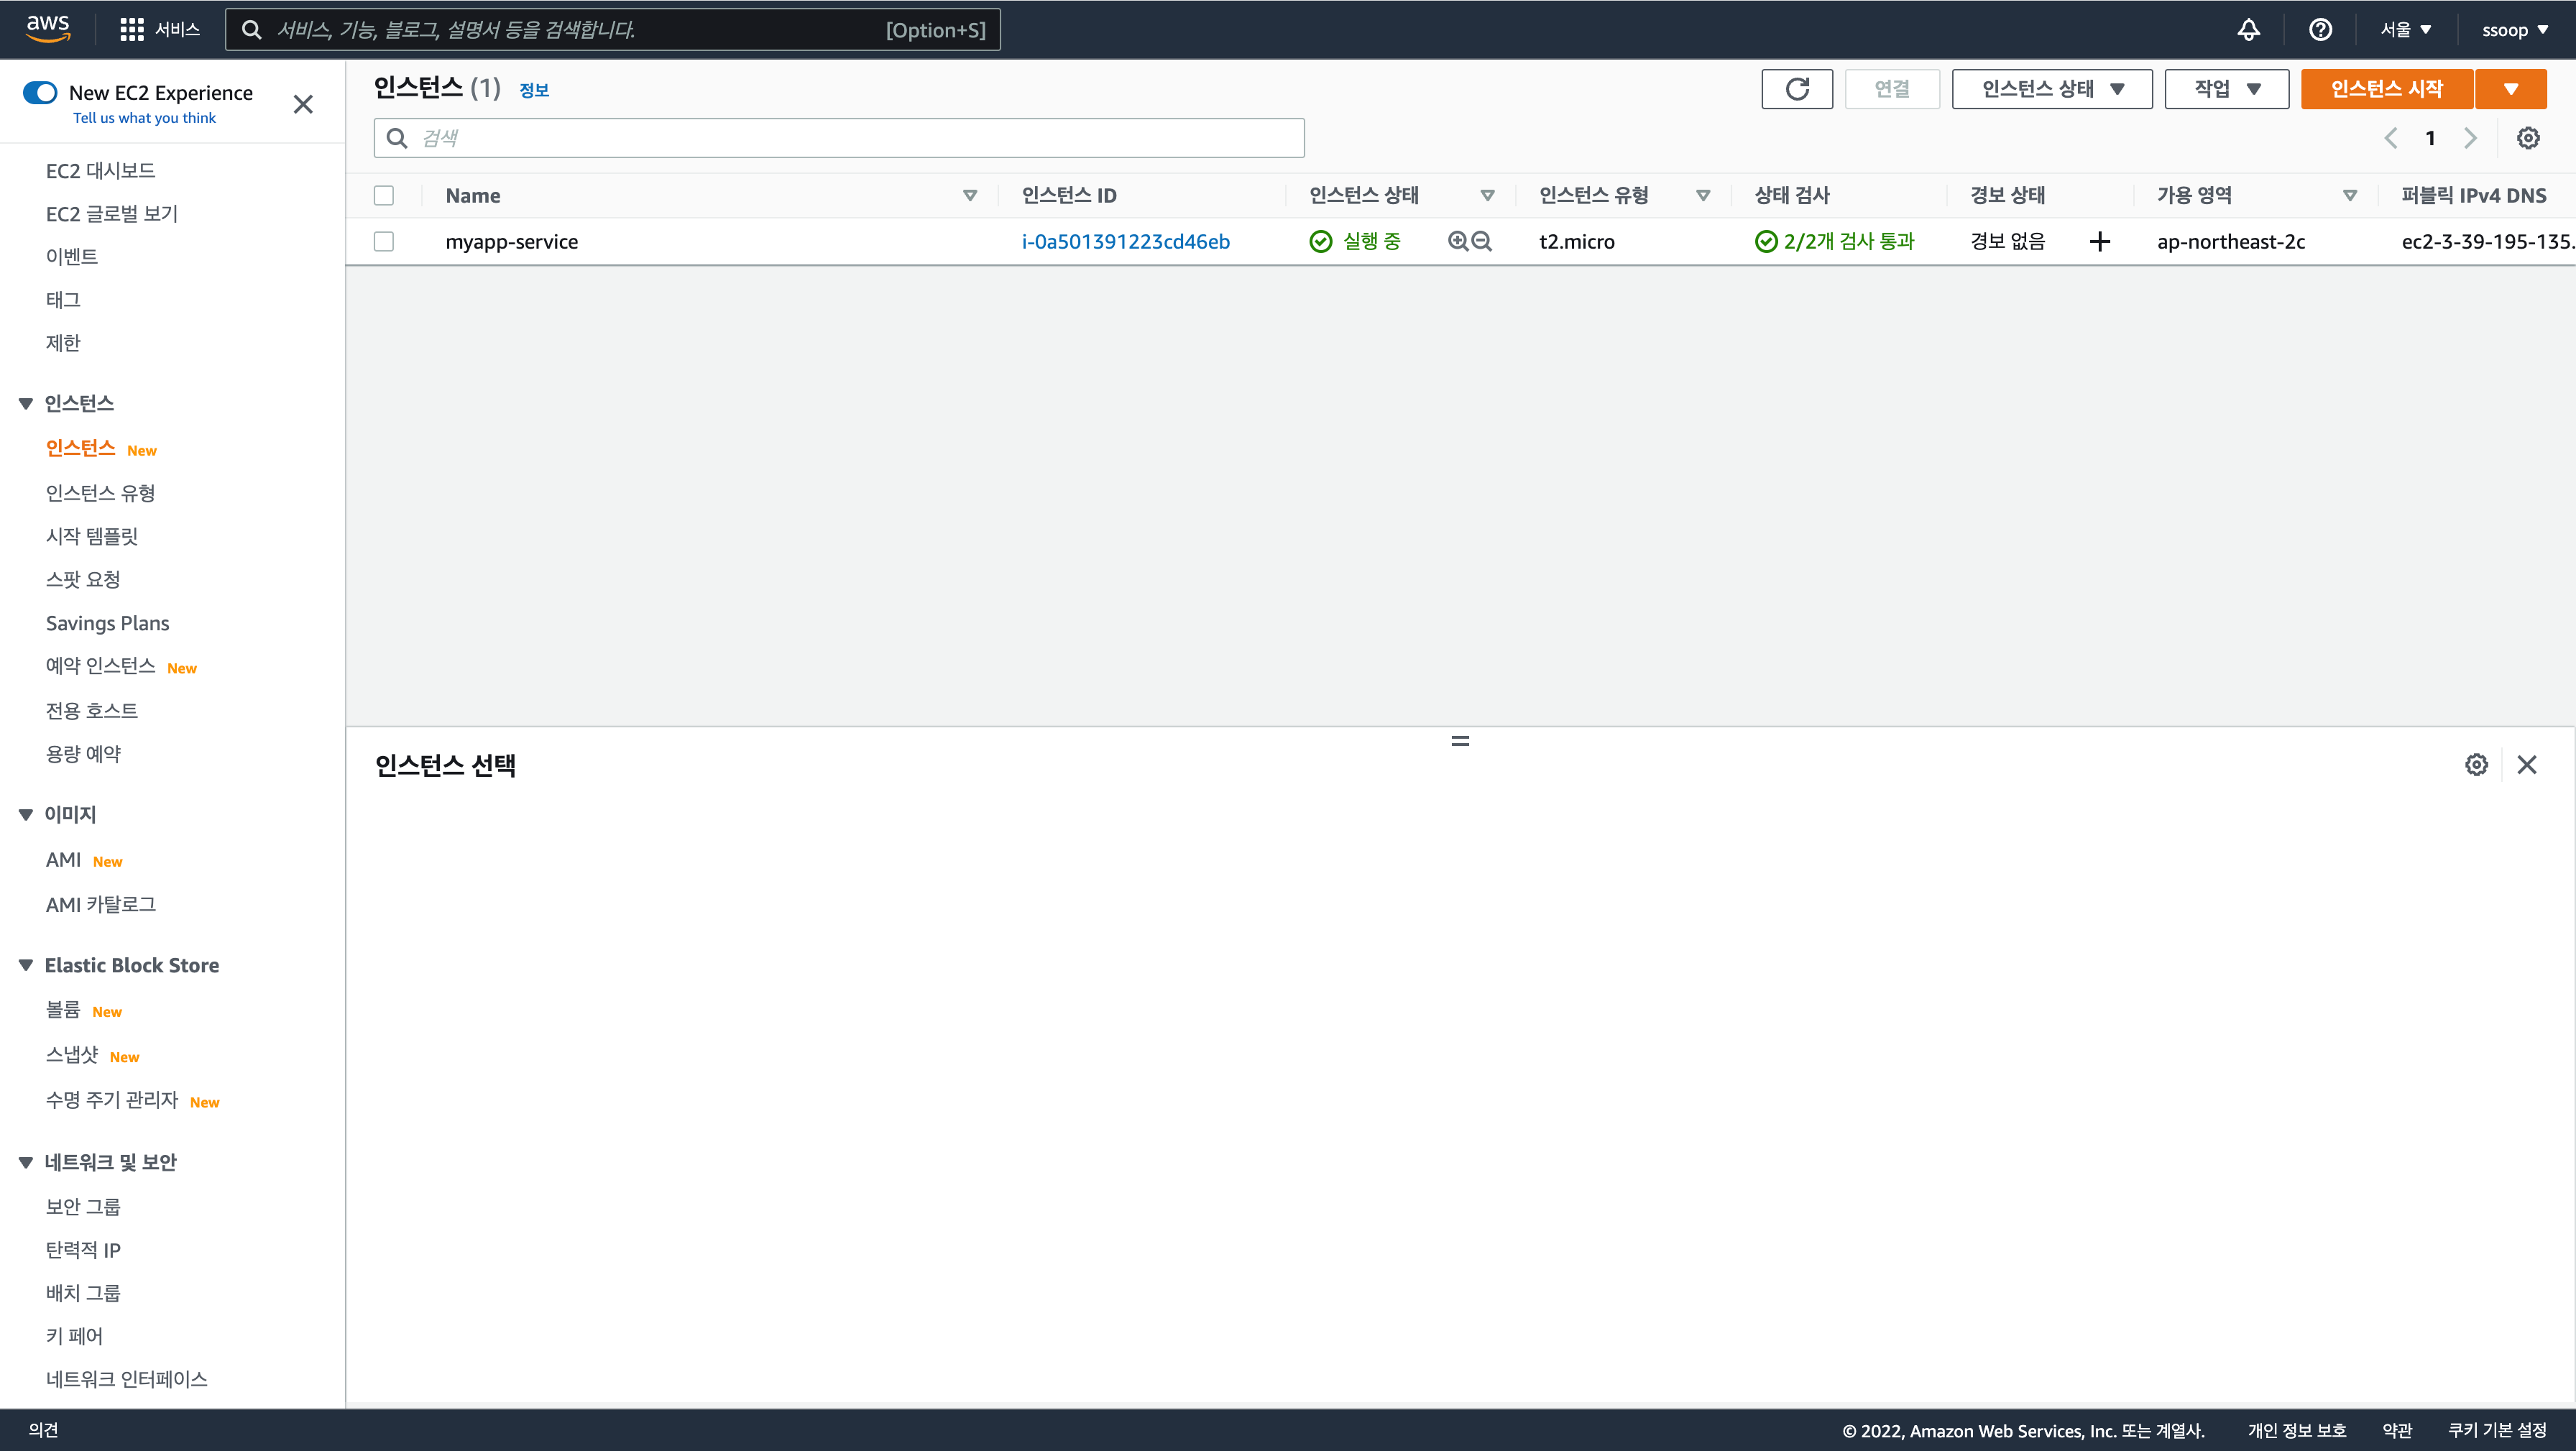 aws
서비스
서비스, 기능, 블로그, 설명서 등을 검색합니다.
[Option+S]
서울 ▼
ssoop ▼
New EC2 Experience
Tell us what you think
EC2 대시보드
EC2 글로벌 보기
이벤트
태그
제한
▼ 인스턴스
인스턴스 New
인스턴스 유형
시작 템플릿
스팟 요청
Savings Plans
예약 인스턴스 New
전용 호스트
용량 예약
▼ 이미지
AMI New
AMI 카탈로그
▼ Elastic Block Store
볼륨 New
스냅샷 New
수명 주기 관리자 New
▼ 네트워크 및 보안
보안 그룹
탄력적 IP
배치 그룹
키 페어
네트워크 인터페이스
인스턴스 (1) 정보
연결
인스턴스 상태 ▼
작업 ▼
인스턴스 시작
검색
1
Name 인스턴스 ID 인스턴스 상태 인스턴스 유형 상태 검사 경보 상태 가용 영역 퍼블릭 IPv4 DNS
myapp-service i-0a501391223cd46eb 실행 중 t2.micro 2/2개 검사 통과 경보 없음 + ap-northeast-2c ec2-3-39-195-135.
인스턴스 선택
의견
© 2022, Amazon Web Services, Inc. 또는 계열사. 개인 정보 보호 약관 쿠키 기본 설정